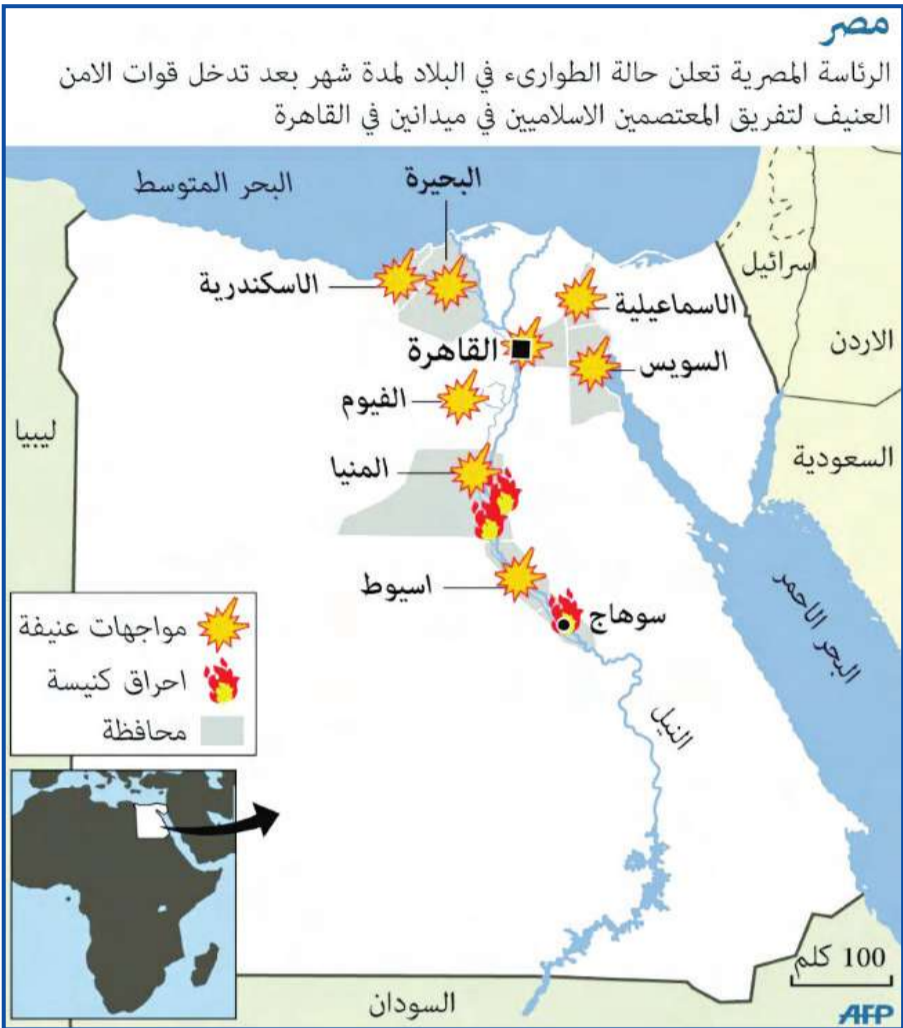 مصر
الرئاسة المصرية تعلن حالة الطوارىء في البلاد لمدة شهر بعد تدخل قوات الامن
العنيف لتفريق المعتصمين الاسلاميين في ميدانين في القاهرة
البحر المتوسط
البحيرة
اسرائيل
الاسكندرية
الاسماعيلية
الاردن
القاهرة
السويس
الفيوم
ليبيا
السعودية
المنيا
اسيوط
سوهاج
البحر الاحمر
مواجهات عنيفة
احراق كنيسة
محافظة
النيل
100 كلم
السودان
AFP